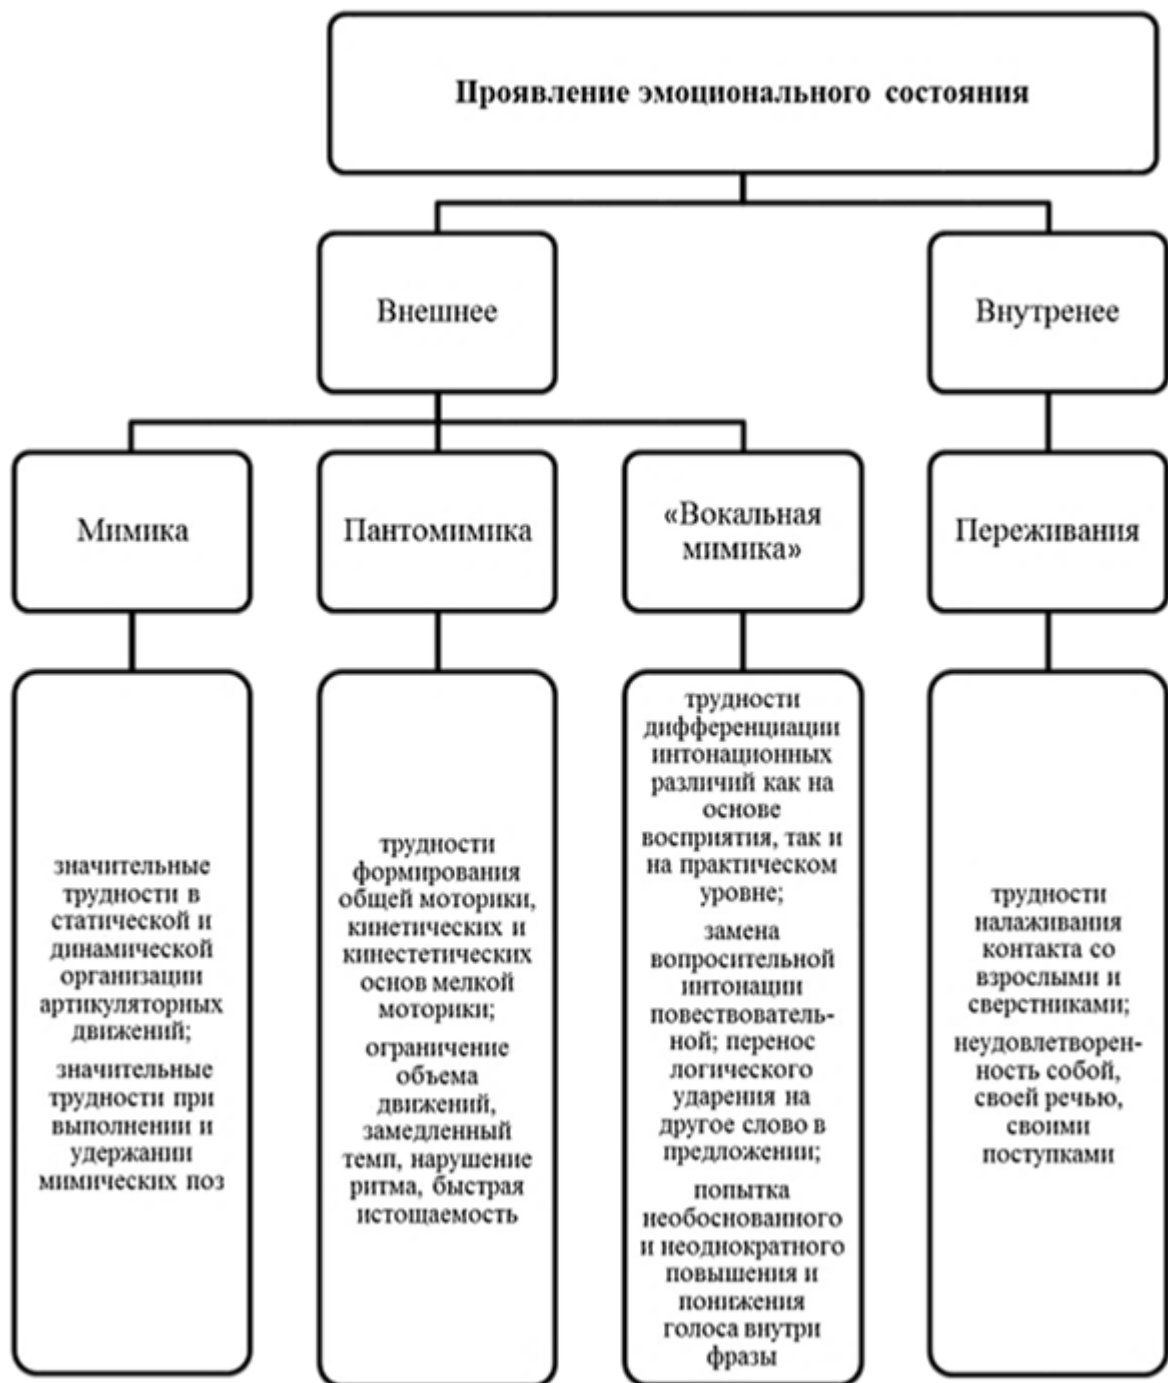 Проявление эмоционального состояния
Внешнее
Внутренее
Мимика
Пантомимика
«Вокальная
мимика»
Переживания
значительные
трудности в
статической и
динамической
организации
артикуляторных
движений;
значительные
трудности при
выполнении и
удержании
мимических поз
трудности
формирования
общей моторики,
кинетических и
кинестетических
основ мелкой
моторики;
ограничение
объема
движений,
замедленный
темп, нарушение
ритма, быстрая
истощаемость
трудности
дифференциации
интонационных
различий как на
основе
восприятия, так и
на практическом
уровне;
замена
вопросительной
интонации
повествователь-
ной; перенос
логического
ударения на
другое слово в
предложении;
попытка
необоснованного
и неоднократного
повышения и
понижения
голоса внутри
фразы
трудности
налаживания
контакта со
взрослыми и
сверстниками;
неудовлетворен-
ность собой,
своей речью,
своими
поступками